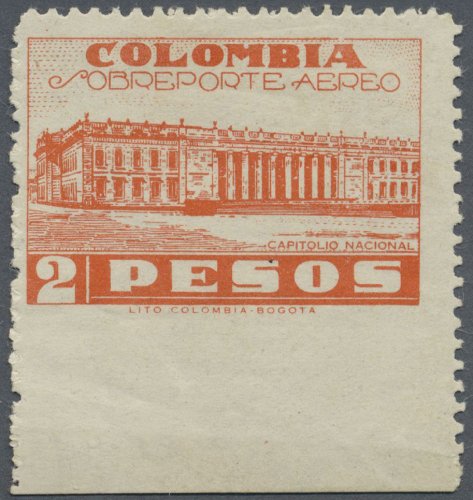 COLOMBIA
SOBREPORTE AEREO
CAPITOLIO NACIONAL
2 PESOS
LITO COLOMBIA-BOGOTA